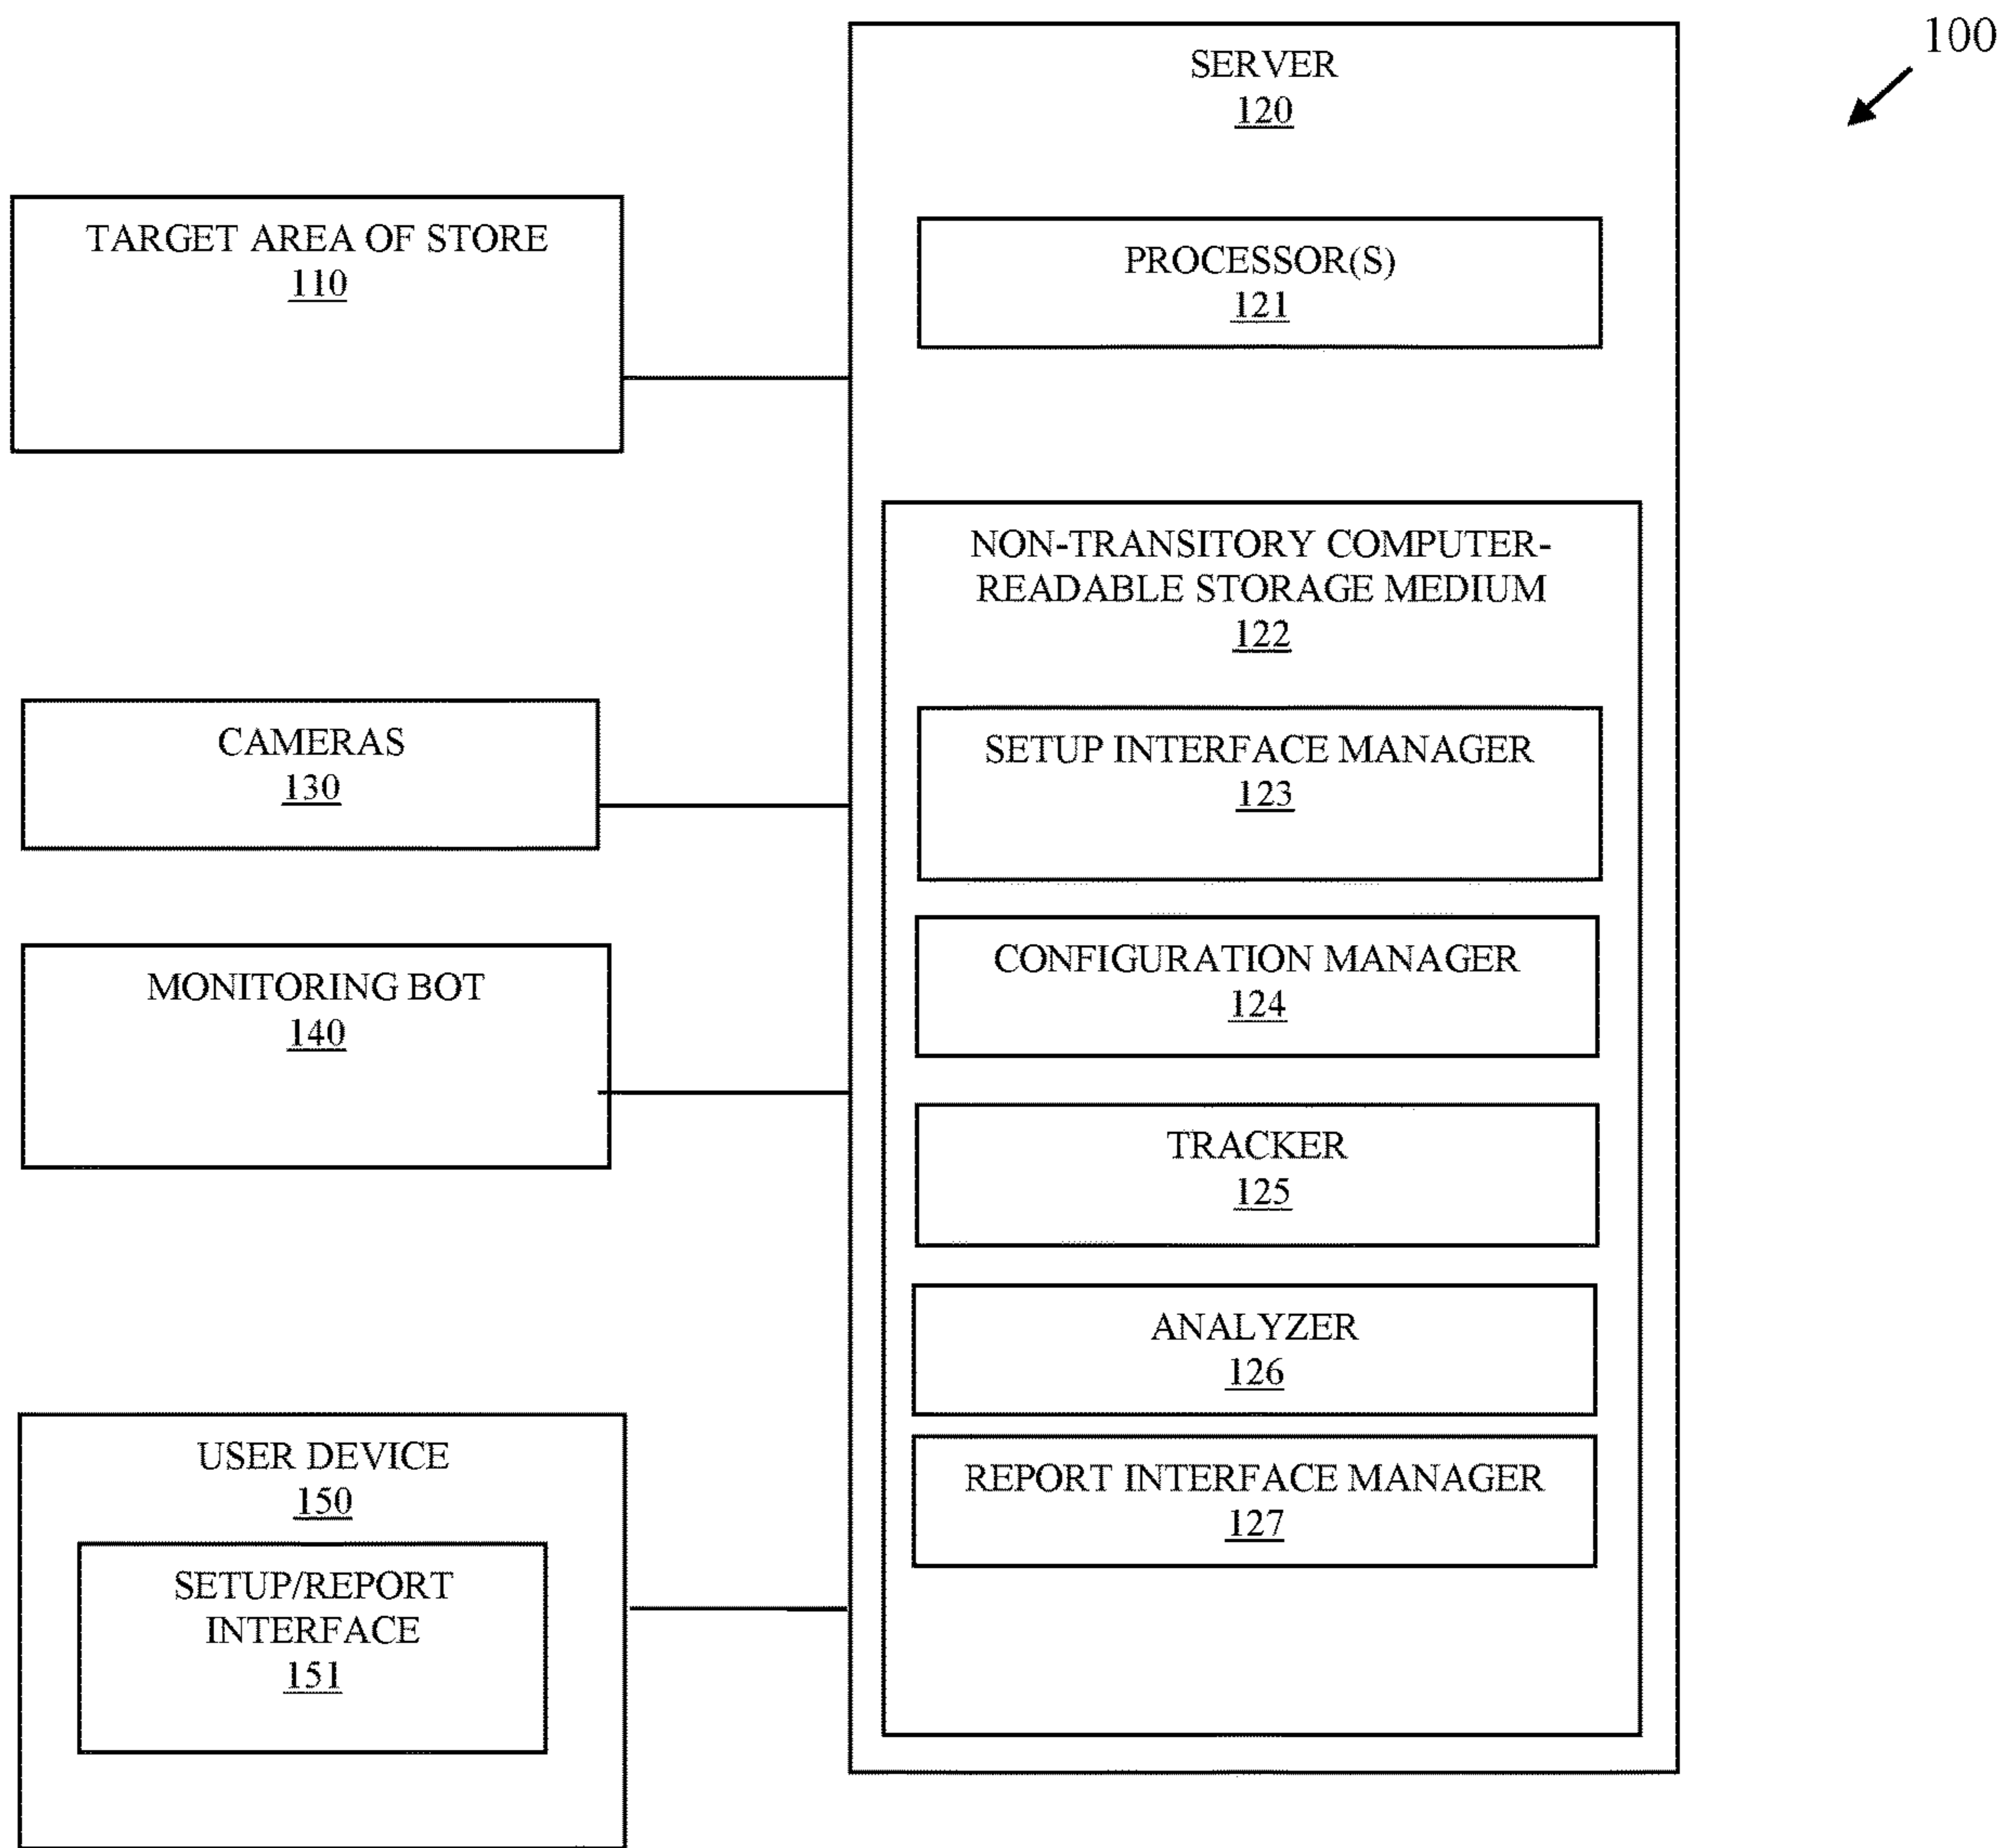 100
SERVER
120
TARGET AREA OF STORE
110
PROCESSOR(S)
121
NON-TRANSITORY COMPUTER-
READABLE STORAGE MEDIUM
122
CAMERAS
130
SETUP INTERFACE MANAGER
123
MONITORING BOT
140
CONFIGURATION MANAGER
124
TRACKER
125
ANALYZER
126
USER DEVICE
150
REPORT INTERFACE MANAGER
127
SETUP/REPORT
INTERFACE
151